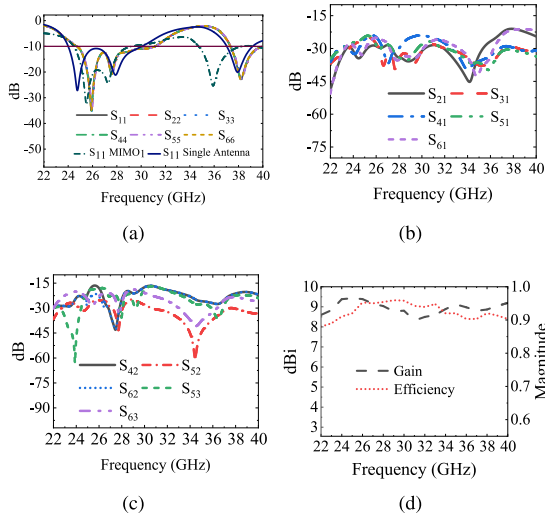 0
-10
-20
-30
-40
-50
dB
S11 S22 S33
S44 S55 S66
S11 MIMO1 S11 Single Antenna
22 24 26 28 30 32 34 36 38 40
Frequency (GHz)
(a)
-15
-30
-45
-60
-75
dB
S21 S31
S41 S51
S61
22 24 26 28 30 32 34 36 38 40
Frequency (GHz)
(b)
-15
-30
-45
-60
-75
-90
dB
S42 S52
S62 S53
S63
22 24 26 28 30 32 34 36 38 40
Frequency (GHz)
(c)
10
9
8
7
6
5
4
3
dBi
Gain
Efficiency
1.0
0.9
0.8
0.7
0.6
Magnitude
22 24 26 28 30 32 34 36 38 40
Frequency (GHz)
(d)